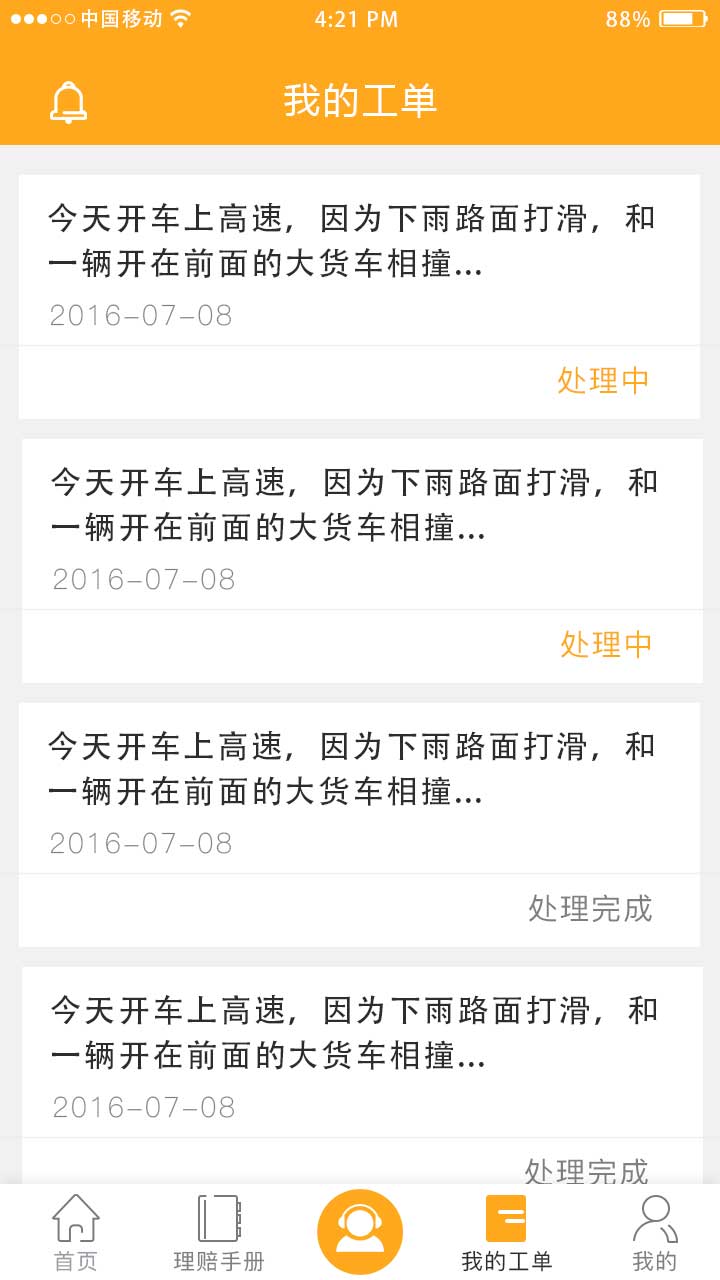 中国移动 4:21 PM 88%
我的工单
今天开车上高速，因为下雨路面打滑，和
一辆开在前面的大货车相撞...
2016-07-08
处理中
今天开车上高速，因为下雨路面打滑，和
一辆开在前面的大货车相撞...
2016-07-08
处理中
今天开车上高速，因为下雨路面打滑，和
一辆开在前面的大货车相撞...
2016-07-08
处理完成
今天开车上高速，因为下雨路面打滑，和
一辆开在前面的大货车相撞...
2016-07-08
处理完成
首页 理赔手册 我的工单 我的